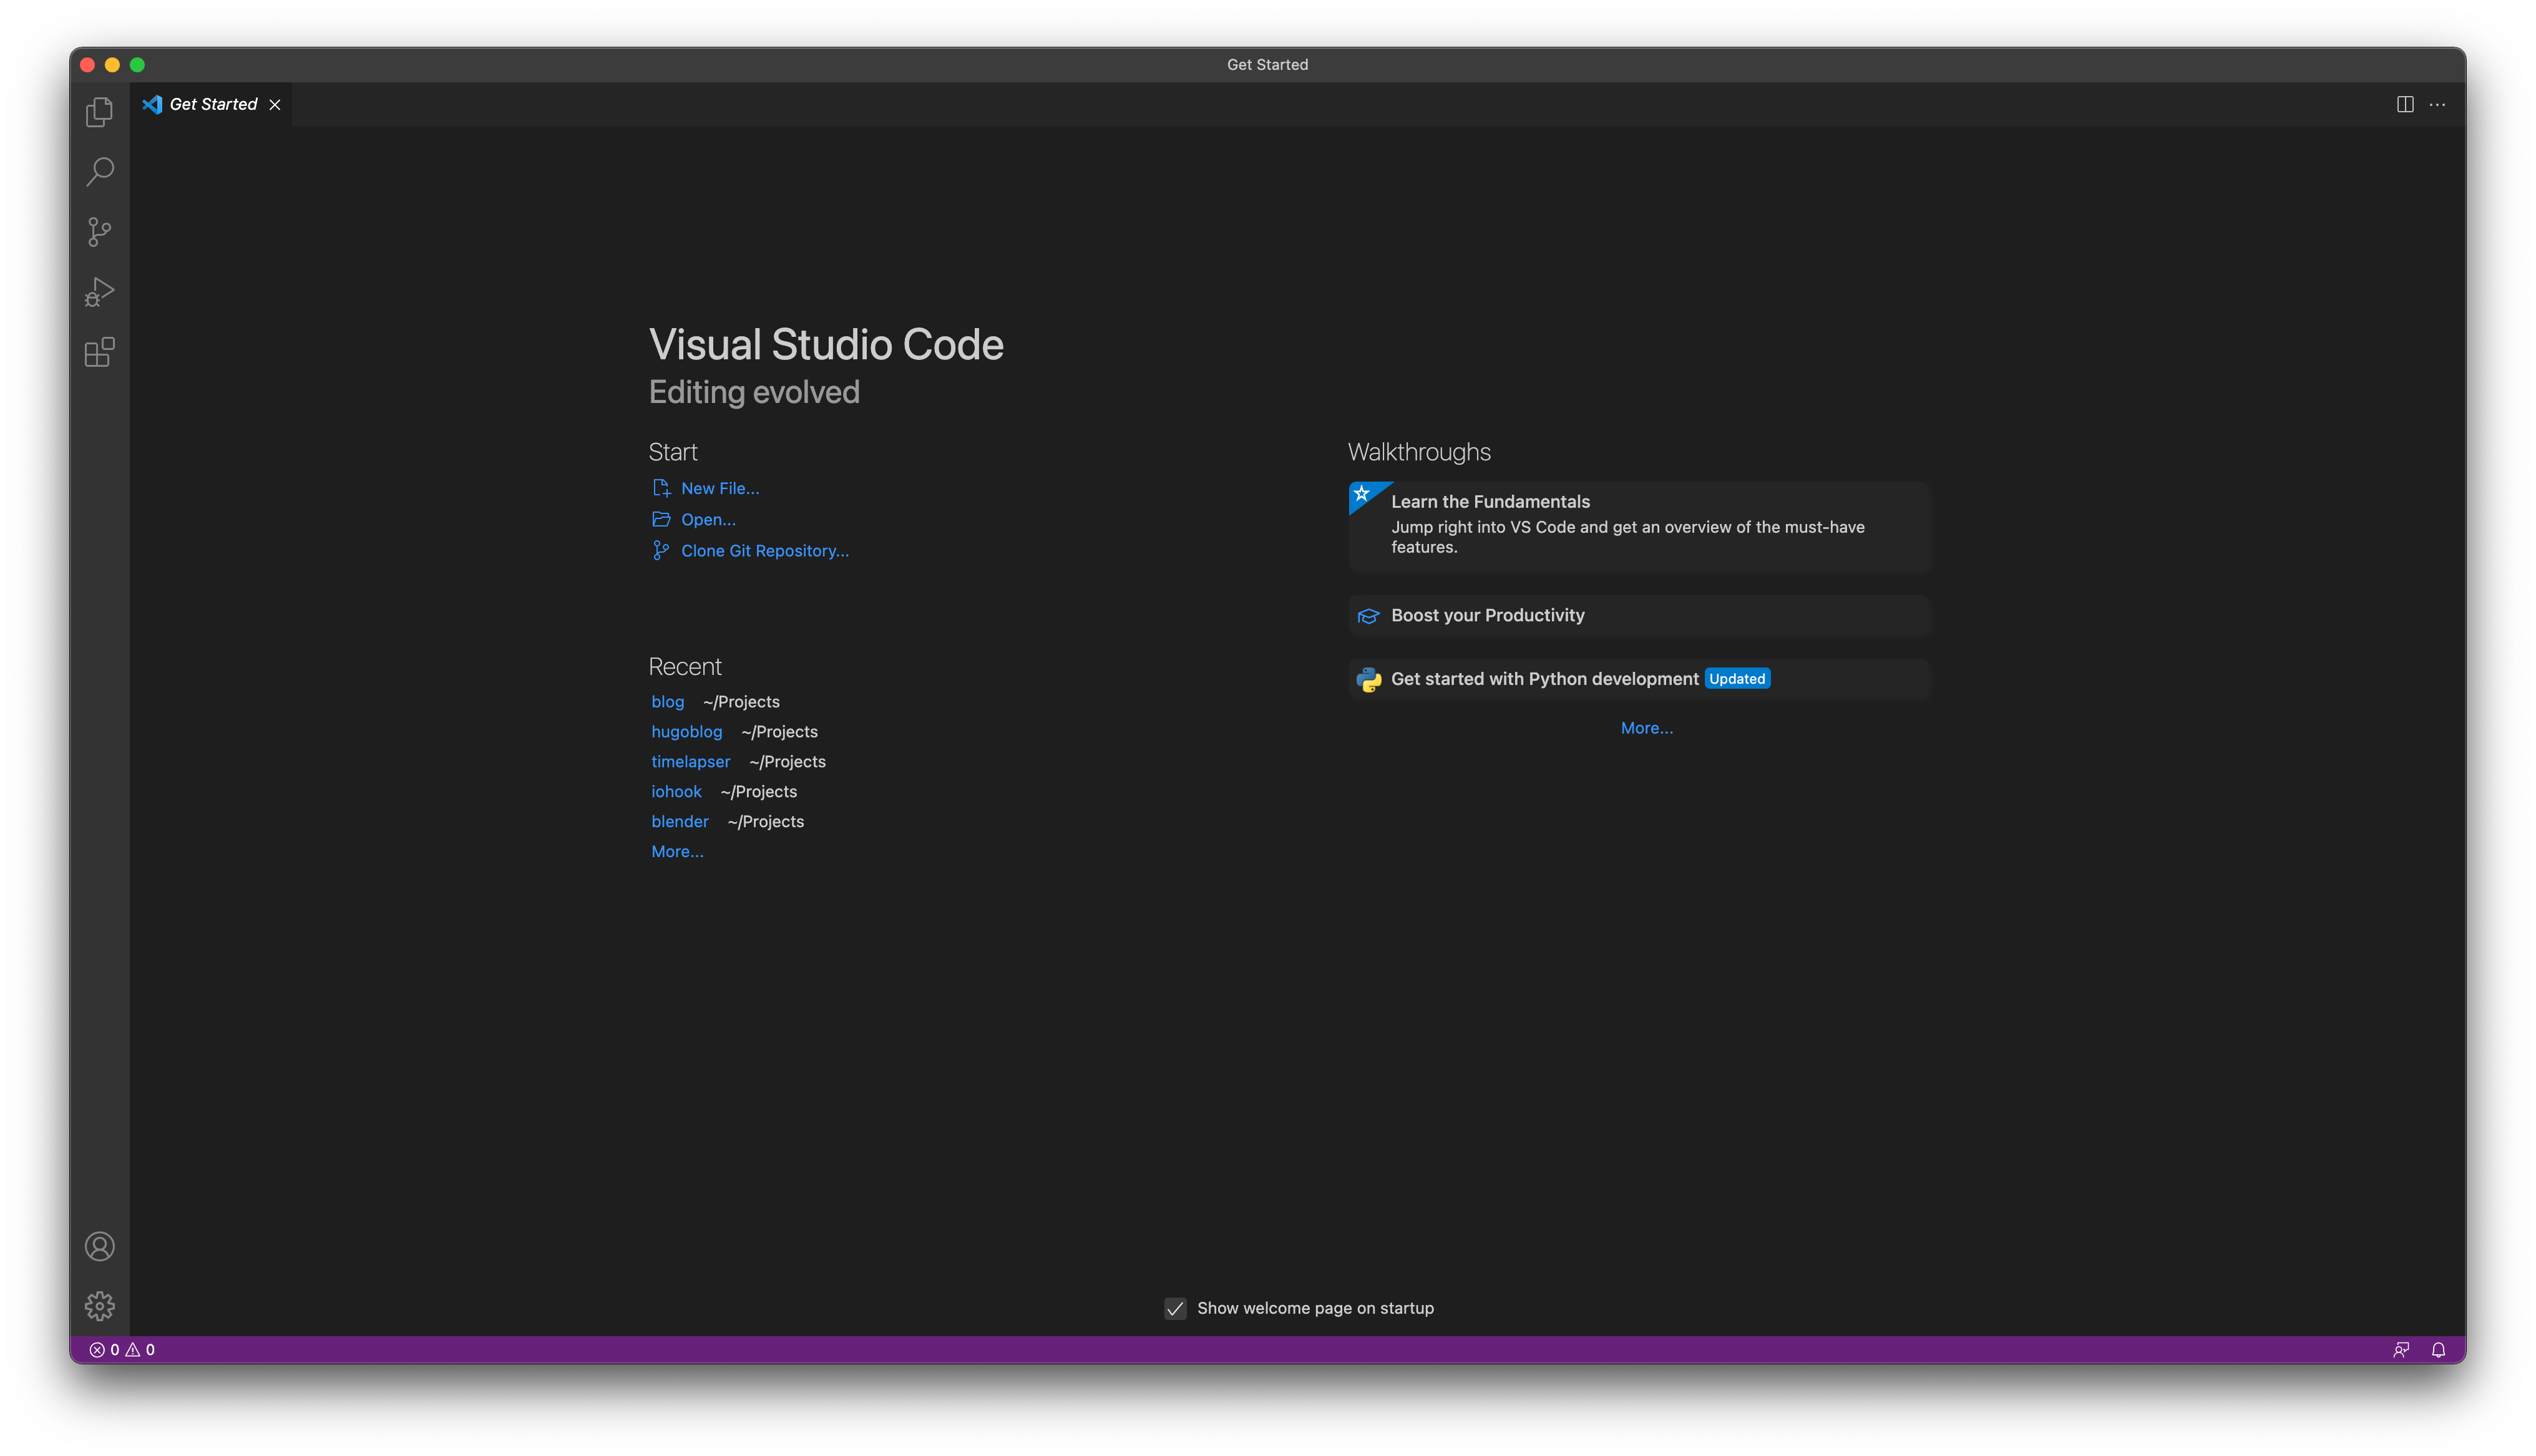 Get Started
Get Started
Visual Studio Code
Editing evolved
Start
New File...
Open...
Clone Git Repository...
Recent
blog ~/Projects
hugoblog ~/Projects
timelapser ~/Projects
iohook ~/Projects
blender ~/Projects
More...
Walkthroughs
Learn the Fundamentals
Jump right into VS Code and get an overview of the must-have
features.
Boost your Productivity
Get started with Python development Updated
More...
Show welcome page on startup
0 0